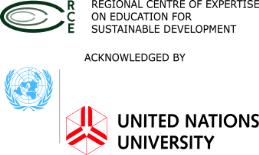 RCE
REGIONAL CENTRE OF EXPERTISE
ON EDUCATION FOR
SUSTAINABLE DEVELOPMENT
ACKNOWLEDGED BY
UNITED NATIONS
UNIVERSITY